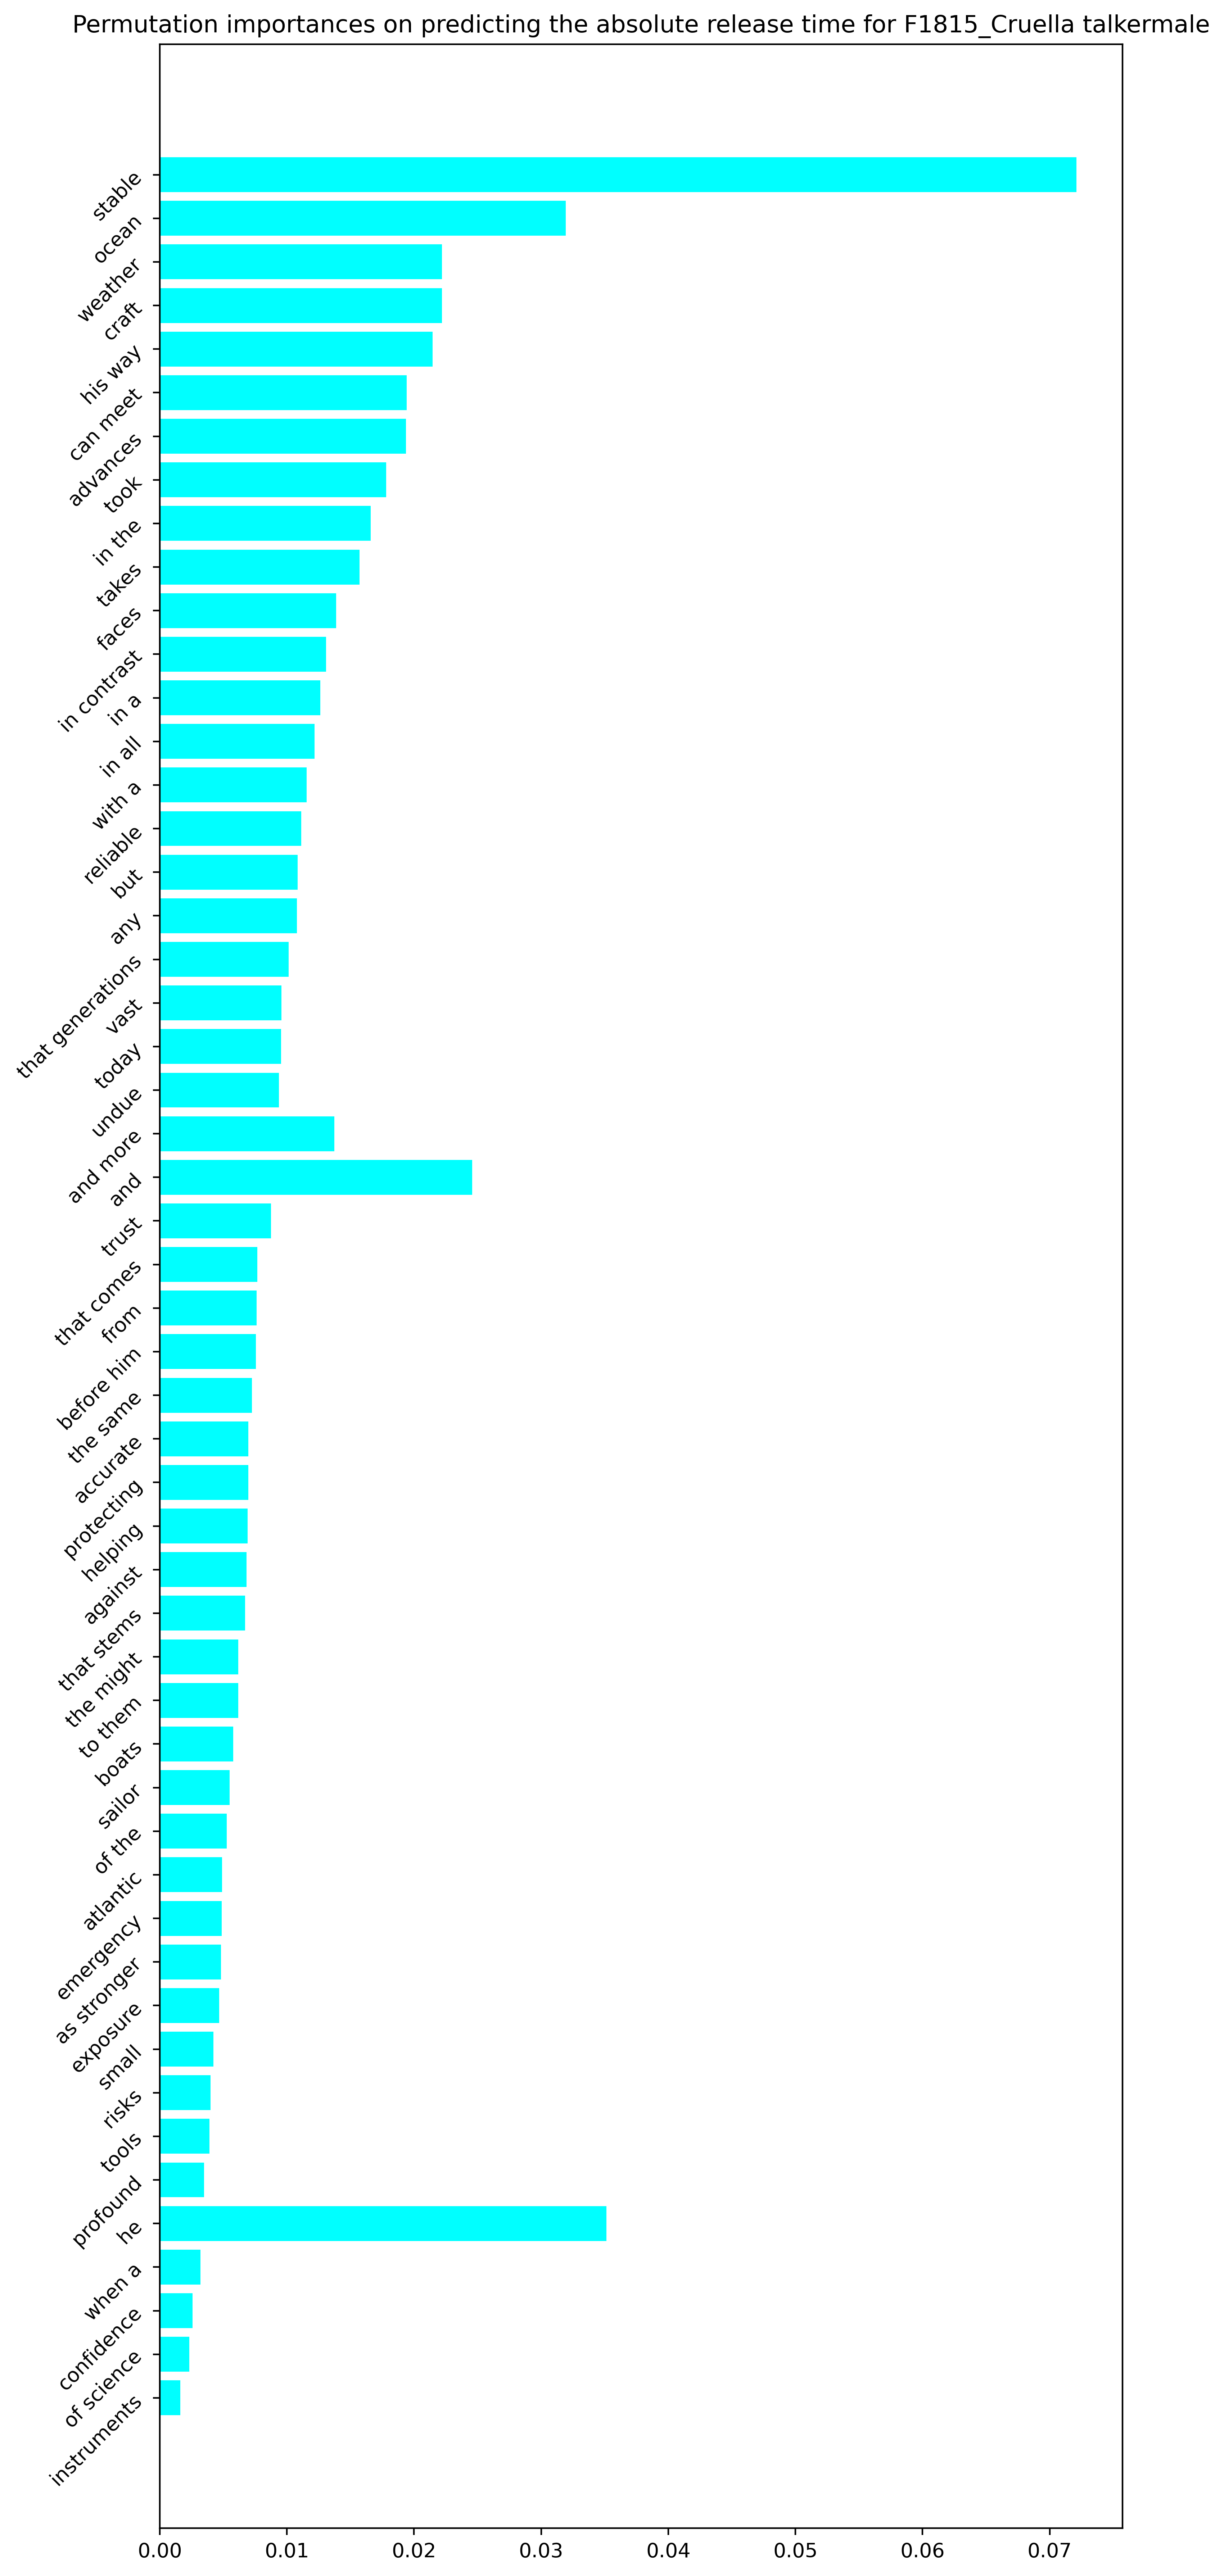 Permutation importances on predicting the absolute release time for F1815_Cruella talkermale
stable
ocean
weather
craft
his way
can meet
advances
took
in the
takes
faces
in contrast
in a
in all
with a
reliable
but
any
that generations
vast
today
undue
and more
and
trust
that comes
from
before him
the same
accurate
protecting
helping
against
that stems
the might
to them
boats
sailor
of the
atlantic
emergency
as stronger
exposure
small
risks
tools
profound
he
when a
confidence
of science
instruments
0.00 0.01 0.02 0.03 0.04 0.05 0.06 0.07